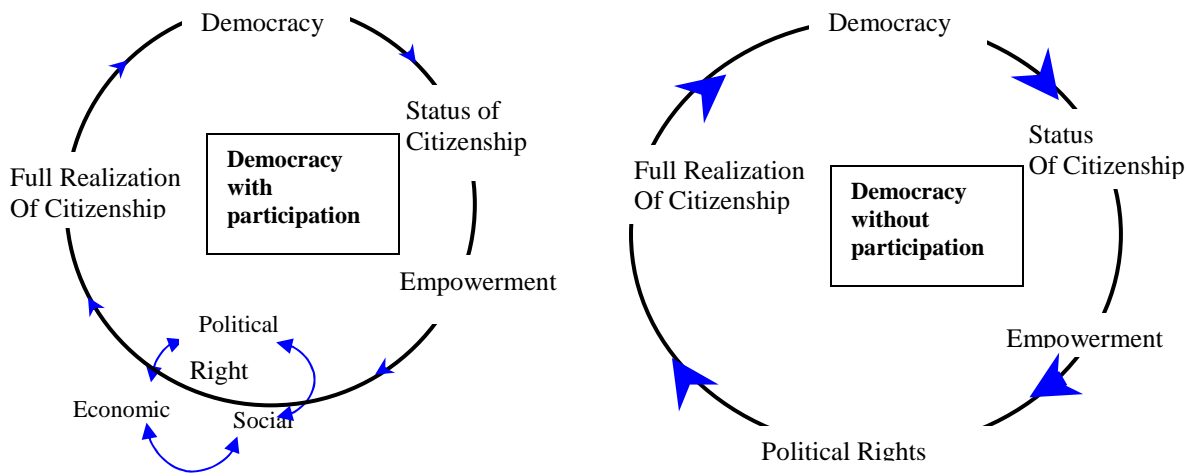 Democracy
Status of
Citizenship
Democracy
with
participation
Full Realization
Of Citizenship
Empowerment
Political
Right
Economic
Social
Democracy
Status
Of Citizenship
Full Realization
Of Citizenship
Democracy
without
participation
Empowerment
Political Rights